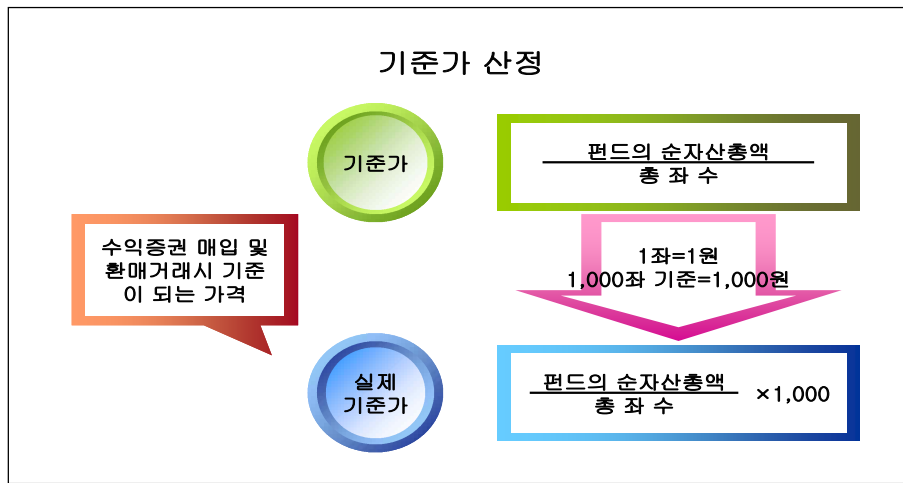 기준가 산정
기준가
펀드의 순자산총액
총 좌 수
수익증권 매입 및
환매거래시 기준
이 되는 가격
1좌=1원
1,000좌 기준=1,000원
실제
기준가
펀드의 순자산총액
총 좌 수
×1,000